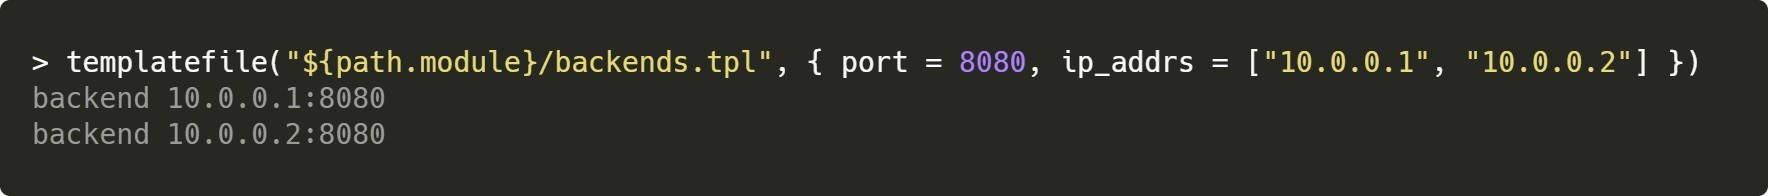 > templatefile("${path.module}/backends.tpl", { port = 8080, ip_addrs = ["10.0.0.1", "10.0.0.2"] })
backend 10.0.0.1:8080
backend 10.0.0.2:8080